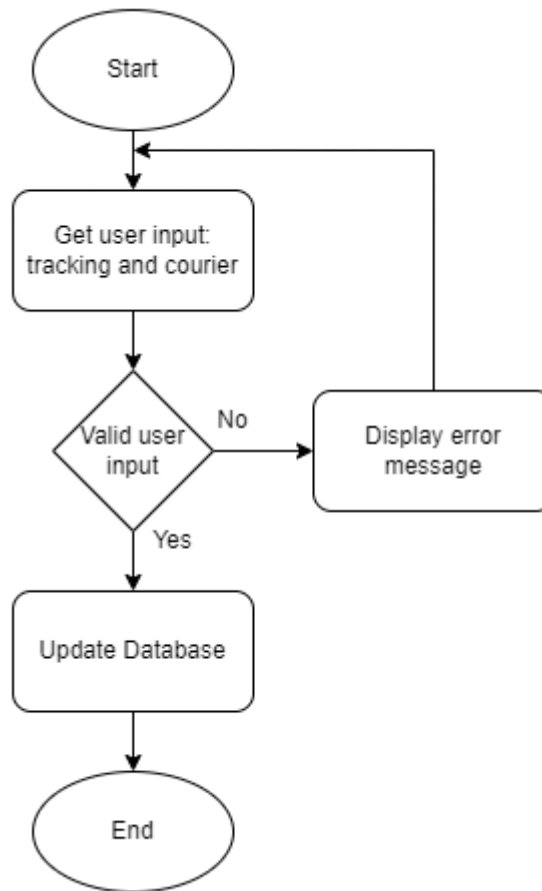 Start
Get user input:
tracking and courier
Valid user
input
No
Display error
message
Yes
Update Database
End